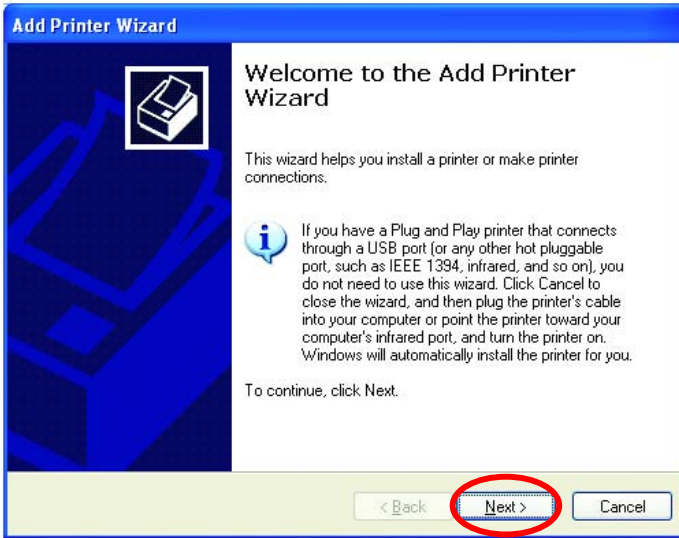 Add Printer Wizard
Welcome to the Add Printer
Wizard
This wizard helps you install a printer or make printer
connections.
If you have a Plug and Play printer that connects
through a USB port (or any other hot pluggable
port, such as IEEE 1394, infrared, and so on), you
do not need to use this wizard. Click Cancel to
close the wizard, and then plug the printer's cable
into your computer or point the printer toward your
computer's infrared port, and turn the printer on.
Windows will automatically install the printer for you.
To continue, click Next.
< Back Next > Cancel